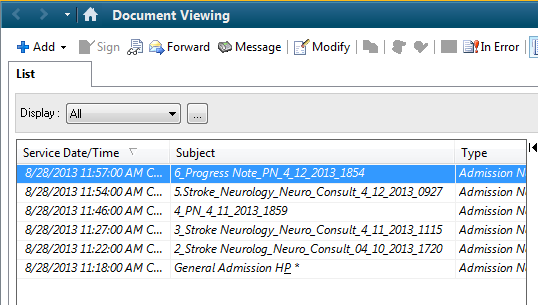 Document Viewing
Add Sign Forward Message Modify In Error
List
Display : All ...
Service Date/Time Subject Type
8/28/2013 11:57:00 AM C... 6_Progress Note_PN_4_12_2013_1854 Admission N
8/28/2013 11:54:00 AM C... 5.Stroke_Neurology_Neuro_Consult_4_12_2013_0927 Admission N
8/28/2013 11:46:00 AM C... 4_PN_4_11_2013_1859 Admission N
8/28/2013 11:27:00 AM C... 3_Stroke Neurology_Neuro_Consult_4_11_2013_1115 Admission N
8/28/2013 11:22:00 AM C... 2_Stroke Neurolog_Neuro_Consult_04_10_2013_1720 Admission N
8/28/2013 11:18:00 AM C... General Admission HP *  Admission N